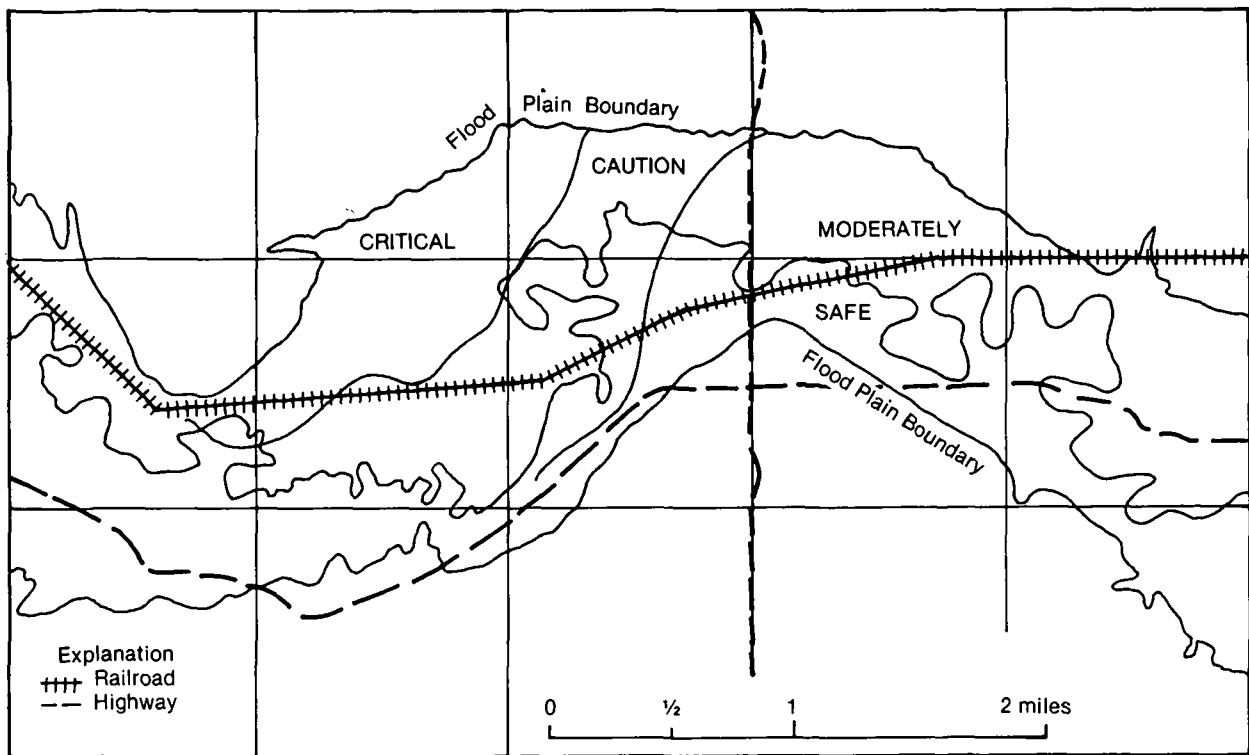 Flood Plain Boundary
CAUTION
CRITICAL
MODERATELY
SAFE
Flood Plain Boundary
Explanation
Railroad
Highway
0 ½ 1 2 miles